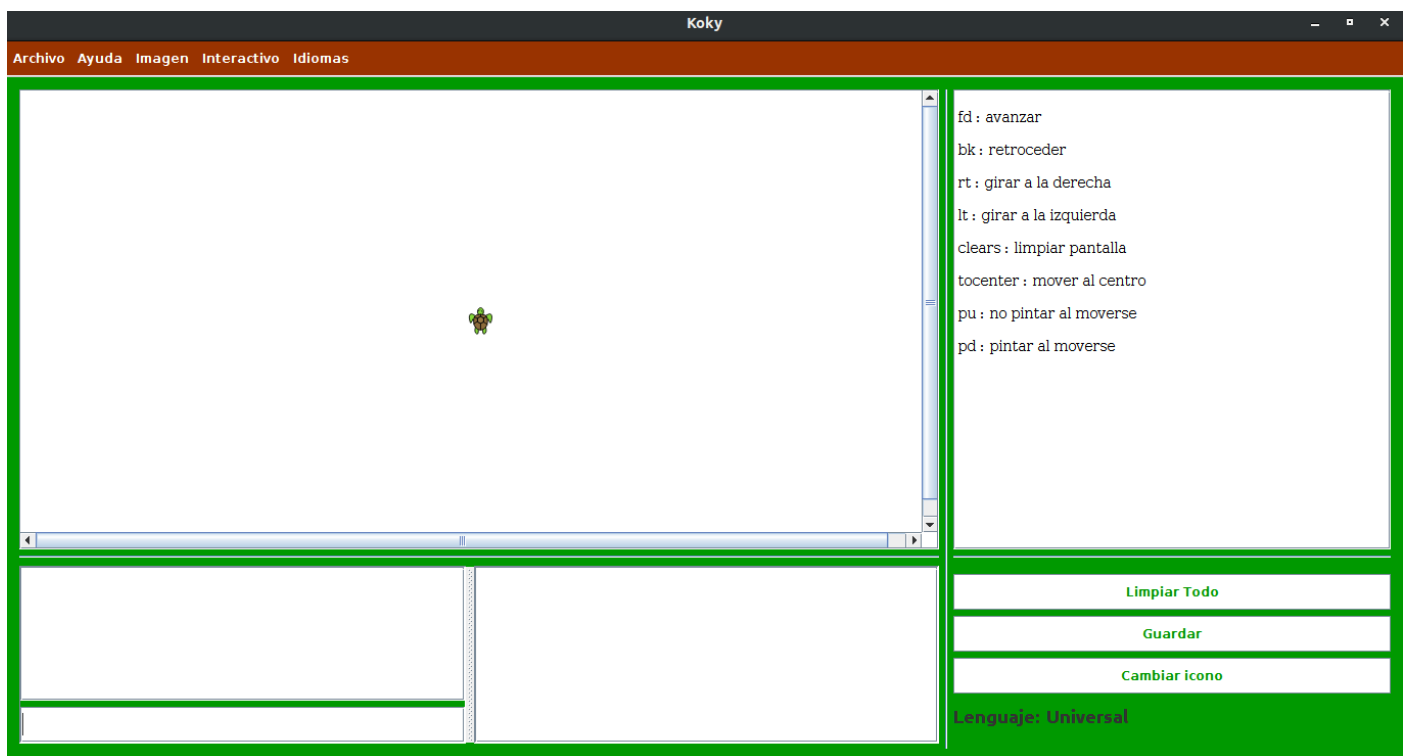 Koky
Archivo Ayuda Imagen Interactivo Idiomas
fd : avanzar
bk : retroceder
rt : girar a la derecha
lt : girar a la izquierda
clears : limpiar pantalla
tocenter : mover al centro
pu : no pintar al moverse
pd : pintar al moverse
Limpiar Todo
Guardar
Cambiar icono
Lenguaje: Universal